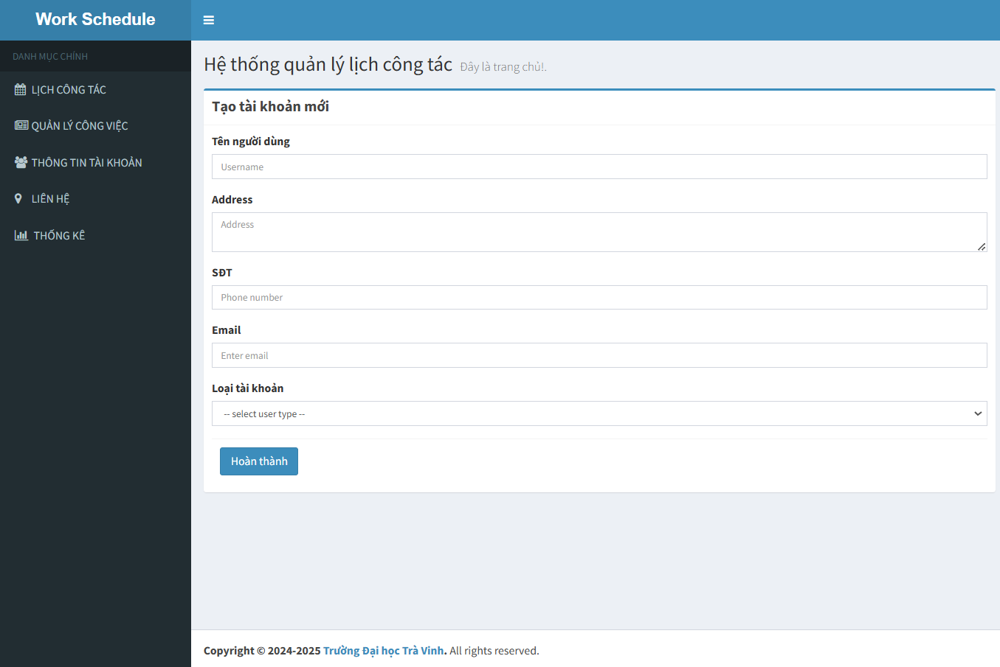 Work Schedule
DANH MỤC CHÍNH
LỊCH CÔNG TÁC
QUẢN LÝ CÔNG VIỆC
THÔNG TIN TÀI KHOẢN
LIÊN HỆ
THỐNG KÊ
Hệ thống quản lý lịch công tác Đây là trang chủ!.
Tạo tài khoản mới
Tên người dùng
Username
Address
Address
SĐT
Phone number
Email
Enter email
Loại tài khoản
-- select user type --
Hoàn thành
Copyright © 2024-2025 Trường Đại học Trà Vinh. All rights reserved.